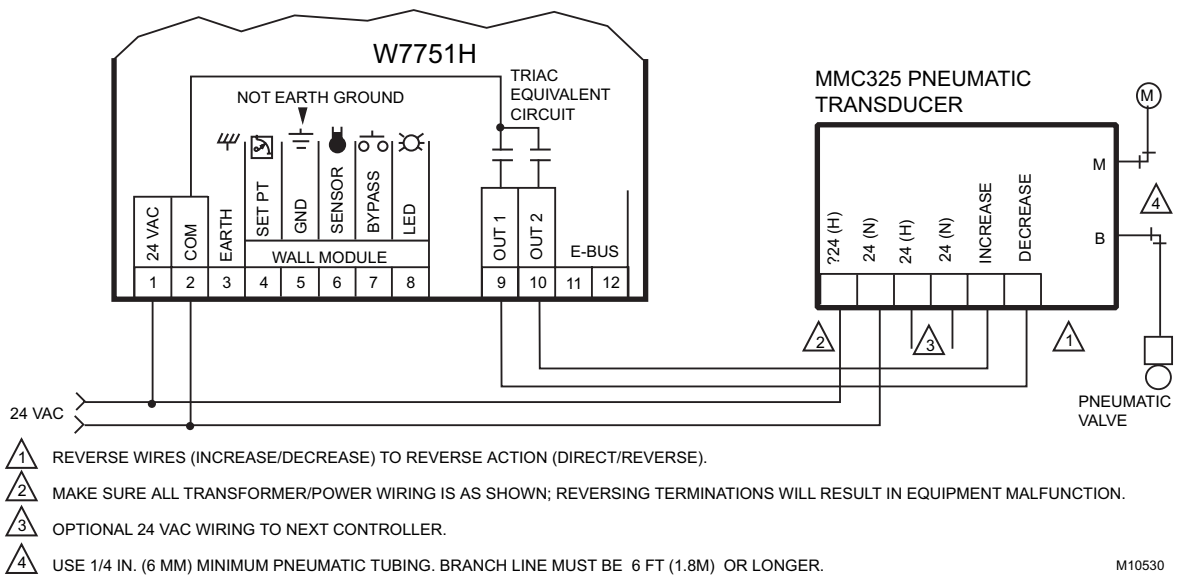 W7751H
TRIAC
EQUIVALENT
CIRCUIT
NOT EARTH GROUND
24 VAC
COM
EARTH
SET PT
GND
SENSOR
BYPASS
LED
WALL MODULE
OUT 1
OUT 2
E-BUS
1 2 3 4 5 6 7 8 9 10 11 12
MMC325 PNEUMATIC
TRANSDUCER
?24 (H)
24 (N)
24 (H)
24 (N)
INCREASE
DECREASE
M
B
M
4
2
3
1
PNEUMATIC
VALVE
24 VAC
1 REVERSE WIRES (INCREASE/DECREASE) TO REVERSE ACTION (DIRECT/REVERSE).
2 MAKE SURE ALL TRANSFORMER/POWER WIRING IS AS SHOWN; REVERSING TERMINATIONS WILL RESULT IN EQUIPMENT MALFUNCTION.
3 OPTIONAL 24 VAC WIRING TO NEXT CONTROLLER.
4 USE 1/4 IN. (6 MM) MINIMUM PNEUMATIC TUBING. BRANCH LINE MUST BE 6 FT (1.8M) OR LONGER.
M10530